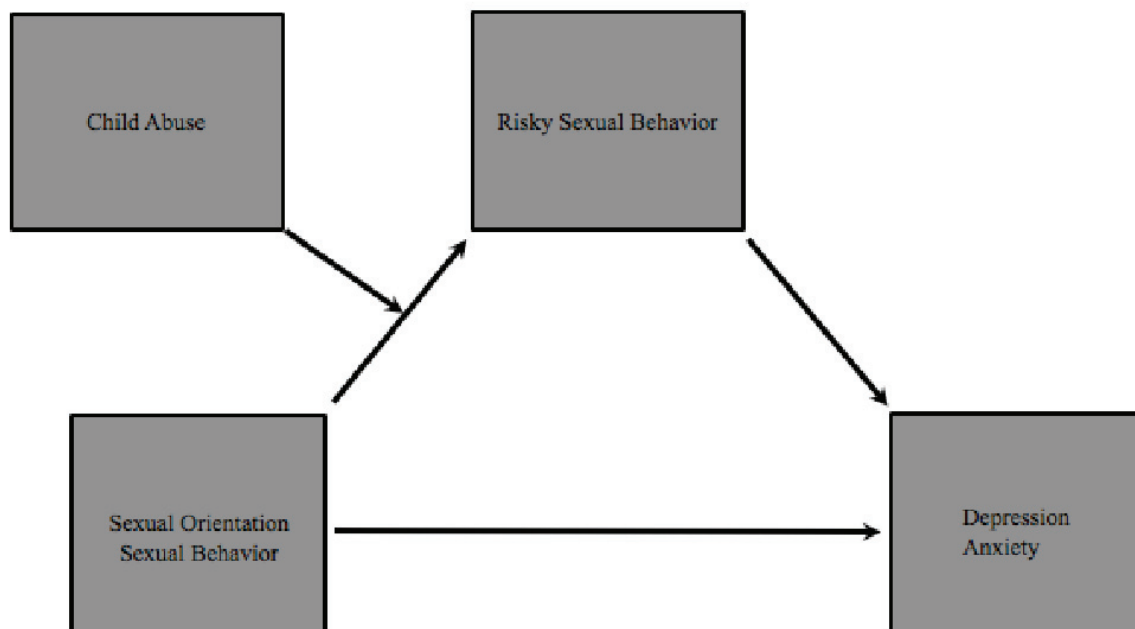 Child Abuse
Risky Sexual Behavior
Sexual Orientation
Sexual Behavior
Depression
Anxiety